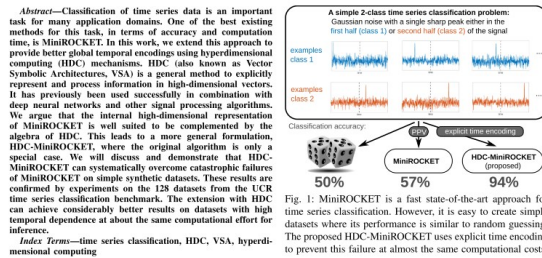 Abstract—Classification of time series data is an important
task for many application domains. One of the best existing
methods for this task, in terms of accuracy and computation
time, is MiniROCKET. In this work, we extend this approach to
provide better global temporal encodings using hyperdimensional
computing (HDC) mechanisms. HDC (also known as Vector
Symbolic Architectures, VSA) is a general method to explicitly
represent and process information in high-dimensional vectors.
It has previously been used successfully in combination with
deep neural networks and other signal processing algorithms.
We argue that the internal high-dimensional representation
of MiniROCKET is well suited to be complemented by the
algebra of HDC. This leads to a more general formulation,
HDC-MiniROCKET, where the original algorithm is only a
special case. We will discuss and demonstrate that HDC-
MiniROCKET can systematically overcome catastrophic failures
of MiniROCKET on simple synthetic datasets. These results are
confirmed by experiments on the 128 datasets from the UCR
time series classification benchmark. The extension with HDC
can achieve considerably better results on datasets with high
temporal dependence at about the same computational effort for
inference.
Index Terms—time series classification, HDC, VSA, hyperdi-
mensional computing
A simple 2-class time series classification problem:
Gaussian noise with a single sharp peak either in the
first half (class 1) or second half (class 2) of the signal
examples
class 1
...
examples
class 2
...
Classification accuracy:
PPV
explicit time encoding
MiniROCKET
HDC-MiniROCKET
(proposed)
50%
57%
94%
Fig. 1: MiniROCKET is a fast state-of-the-art approach fo
time series classification. However, it is easy to create simpl
datasets where its performance is similar to random guessing
The proposed HDC-MiniROCKET uses explicit time encodin
to prevent this failure at almost the same computational costs